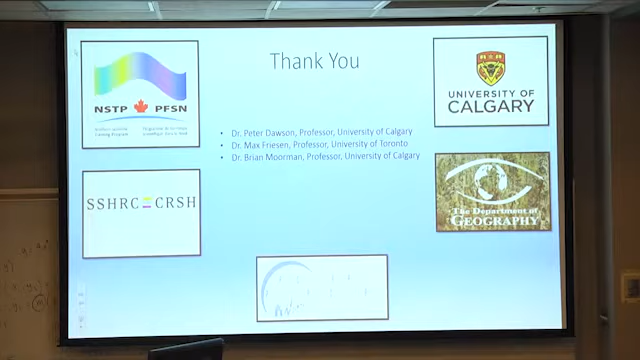 Thank You
NSTP PFSN
UNIVERSITY OF
CALGARY
• Dr. Peter Dawson, Professor, University of Calgary
• Dr. Max Friesen, Professor, University of Toronto
• Dr. Brian Moorman, Professor, University of Calgary
SSHRC CRSH
The Department of
GEOGRAPHY